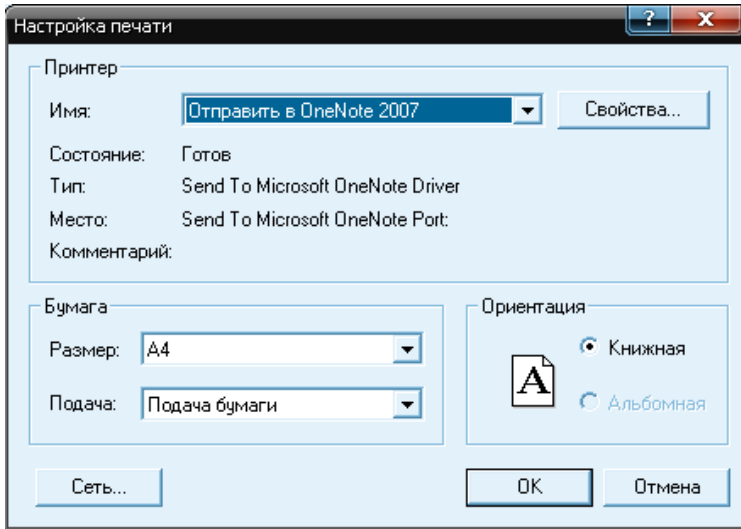 Настройка печати
Принтер
Имя: Отправить в OneNote 2007 Свойства...
Состояние: Готов
Тип: Send To Microsoft OneNote Driver
Место: Send To Microsoft OneNote Port:
Комментарий:
Бумага
Размер: A4
Подача: Подача бумаги
Ориентация
A
Книжная
Альбомная
Сеть... OK Отмена